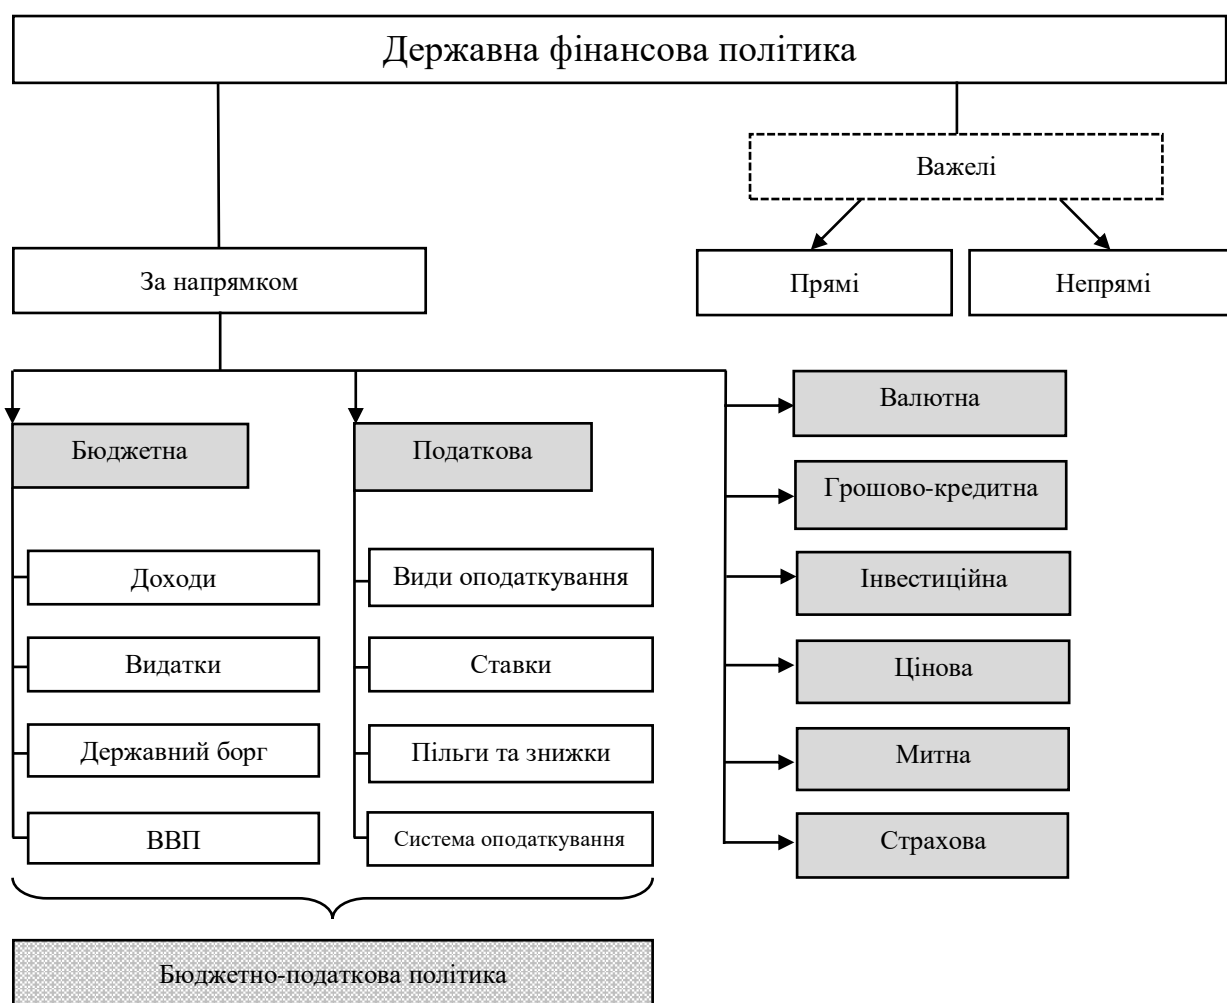 Державна фінансова політика
Важелі
За напрямком
Прямі
Непрямі
Бюджетна
Доходи
Видатки
Державний борг
ВВП
Податкова
Види оподаткування
Ставки
Пільги та знижки
Система оподаткування
Валютна
Грошово-кредитна
Інвестиційна
Цінова
Митна
Страхова
Бюджетно-податкова політика